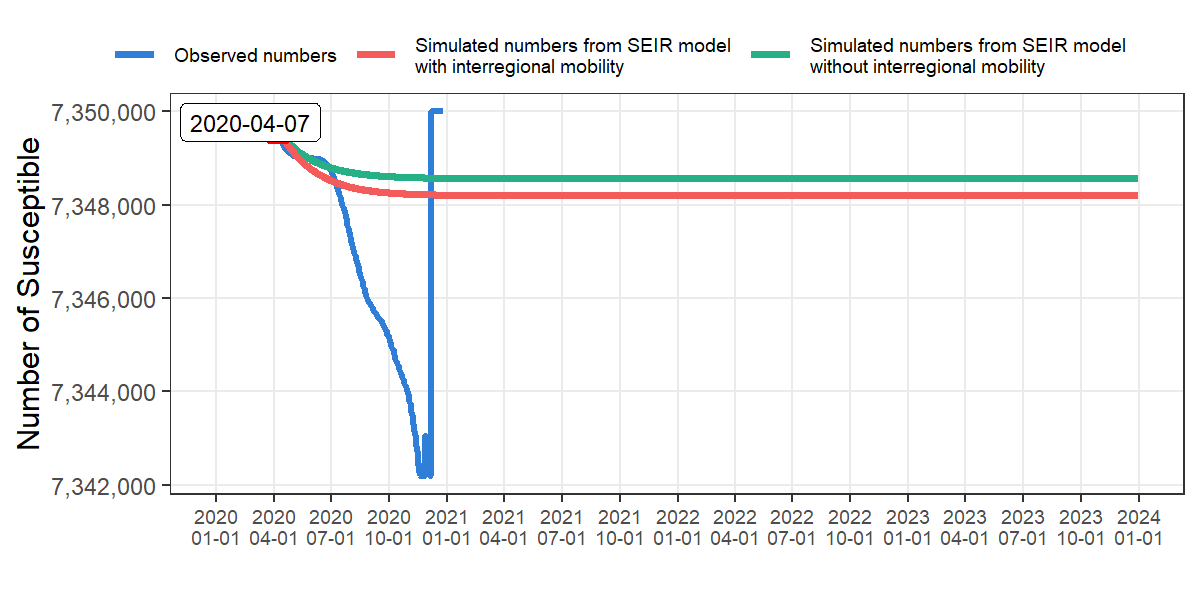 Observed numbers
Simulated numbers from SEIR model
with interregional mobility
Simulated numbers from SEIR model
without interregional mobility
Number of Susceptible
7,350,000
7,348,000
7,346,000
7,344,000
7,342,000
2020-04-07
2020 2020 2020 2020 2021 2021 2021 2021 2022 2022 2022 2022 2023 2023 2023 2023 2024
01-01 04-01 07-01 10-01 01-01 04-01 07-01 10-01 01-01 04-01 07-01 10-01 01-01 04-01 07-01 10-01 01-01